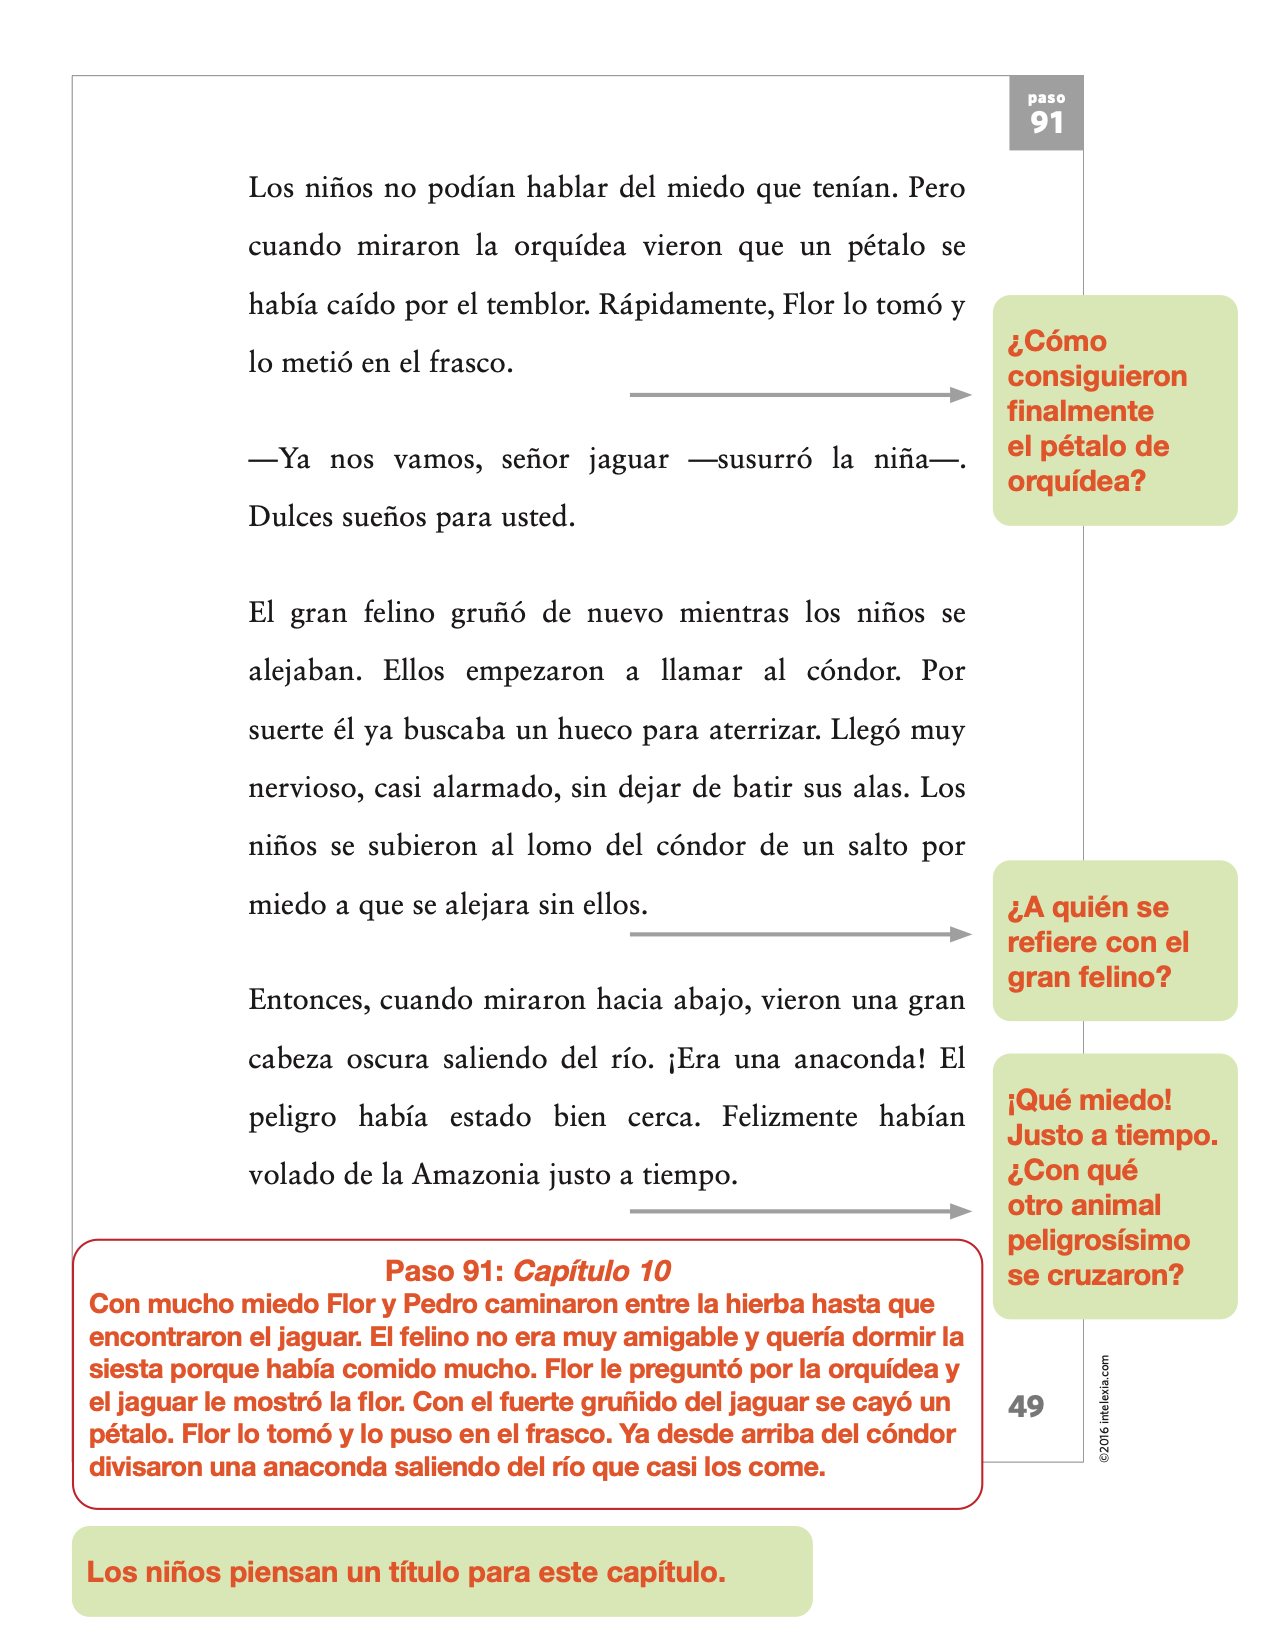 paso
91
Los niños no podían hablar del miedo que tenían. Pero
cuando miraron la orquídea vieron que un pétalo se
había caído por el temblor. Rápidamente, Flor lo tomó y
lo metió en el frasco.
¿Cómo
consiguieron
finalmente
el pétalo de
orquídea?
—Ya nos vamos, señor jaguar —susurró la niña—.
Dulces sueños para usted.
El gran felino gruñó de nuevo mientras los niños se
alejaban. Ellos empezaron a llamar al cóndor. Por
suerte él ya buscaba un hueco para aterrizar. Llegó muy
nervioso, casi alarmado, sin dejar de batir sus alas. Los
niños se subieron al lomo del cóndor de un salto por
miedo a que se alejara sin ellos.
¿A quién se
refiere con el
gran felino?
Entonces, cuando miraron hacia abajo, vieron una gran
cabeza oscura saliendo del río. ¡Era una anaconda! El
peligro había estado bien cerca. Felizmente habían
volado de la Amazonia justo a tiempo.
¡Qué miedo!
Justo a tiempo.
¿Con qué
otro animal
peligrosísimo
se cruzaron?
Paso 91: Capítulo 10
Con mucho miedo Flor y Pedro caminaron entre la hierba hasta que
encontraron el jaguar. El felino no era muy amigable y quería dormir la
siesta porque había comido mucho. Flor le preguntó por la orquídea y
el jaguar le mostró la flor. Con el fuerte gruñido del jaguar se cayó un
pétalo. Flor lo tomó y lo puso en el frasco. Ya desde arriba del cóndor
divisaron una anaconda saliendo del río que casi los come.
49
©2016 intelexia.com
Los niños piensan un título para este capítulo.